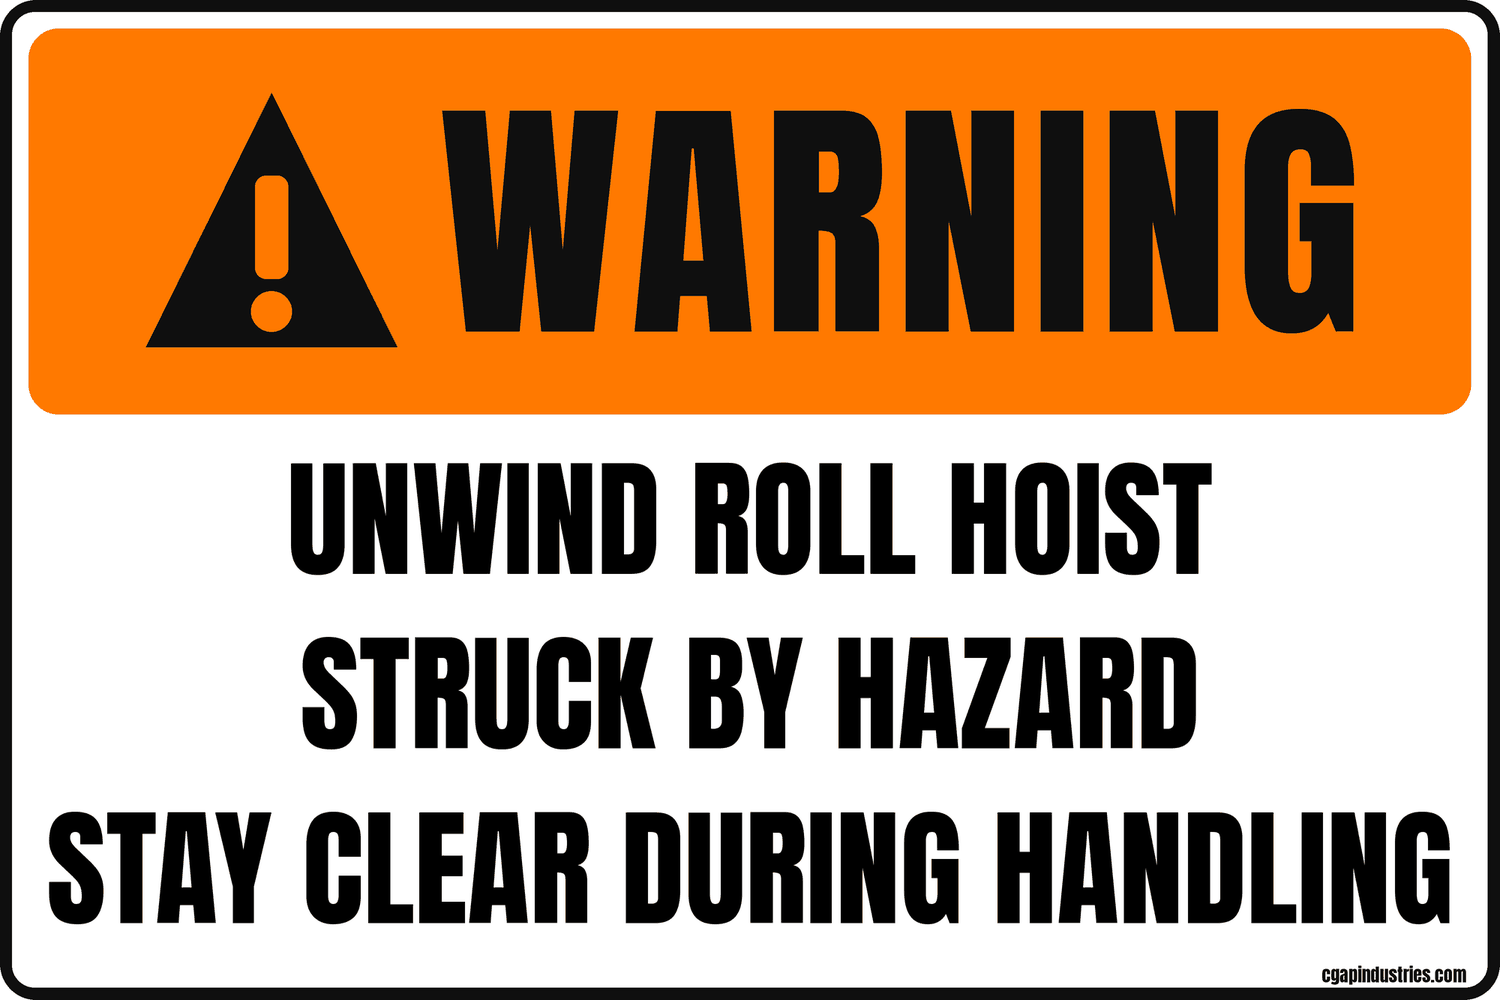 WARNING
UNWIND ROLL HOIST
STRUCK BY HAZARD
STAY CLEAR DURING HANDLING
cgapindustries.com